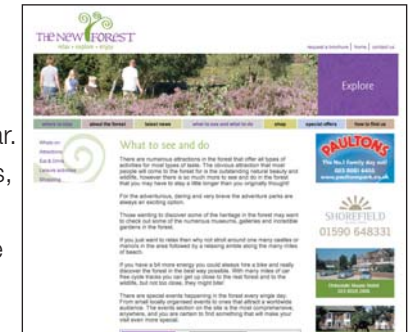 THE NEW FOREST
relax • explore • enjoy
request a brochure | home | contact us
Explore
where to stay
about the forest
latest news
what to see and what to do
shop
special offers
how to find us
ar.
s,
e
Whats on
Attractions
Eat & Drink
Leisure activities
Shopping
What to see and do
There are numerous attractions in the forest that offer all types of
activities for most types of taste. The obvious attraction that most
people will come to the forest for is the outstanding natural beauty and
wildlife, however there is so much more to see and do in the forest
that you may have to stay a little longer than you originally thought!
For the adventurous, daring and very brave the adventure parks are
always an exciting option.
Those wanting to discover some of the heritage in the forest may want
to check out some of the numerous museums, galleries and
gardens in the forest.
If you just want to relax then why not stroll around one many castles or
manors in the area followed by a relaxing amble along the many miles
of beach.
If you have a bit more energy you could always hire a bike and really
discover the forest in the best way possible. With many miles of car
free cycle tracks you can get up close to the real forest and to the
wildlife, but not too close, they might bite!
There are special events happening in the forest every single day.
From small locally organised events to ones that attract a worldwide
audience. The events section on the site is the most comprehensive,
anywhere, and you are certain to find something that will make your
visit even more special.
PAULTONS
The No.1 family day out!
023 8081 4442
www.paultonspark.co.uk
SHOREFIELD
01590 648331